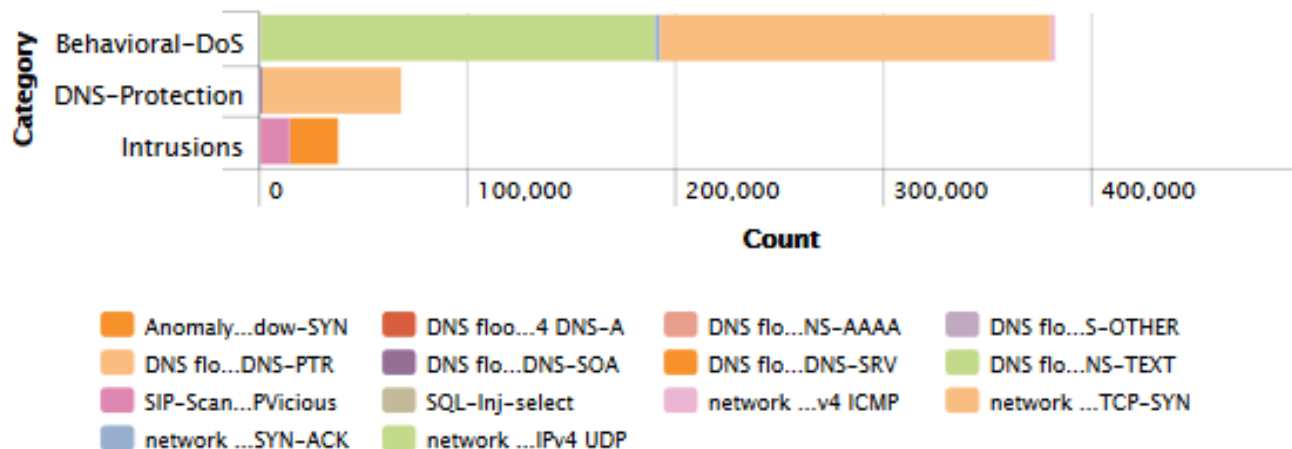 Category
Behavioral-DoS
DNS-Protection
Intrusions
0 100,000 200,000 300,000 400,000
Count
Anomaly...dow-SYN DNS floo...4 DNS-A DNS flo...NS-AAAA DNS flo...S-OTHER
DNS flo...DNS-PTR DNS flo...DNS-SOA DNS flo...DNS-SRV DNS flo...NS-TEXT
SIP-Scan...PVicious SQL-Inj-select network ...v4 ICMP network ...TCP-SYN
network ...SYN-ACK network ...IPv4 UDP